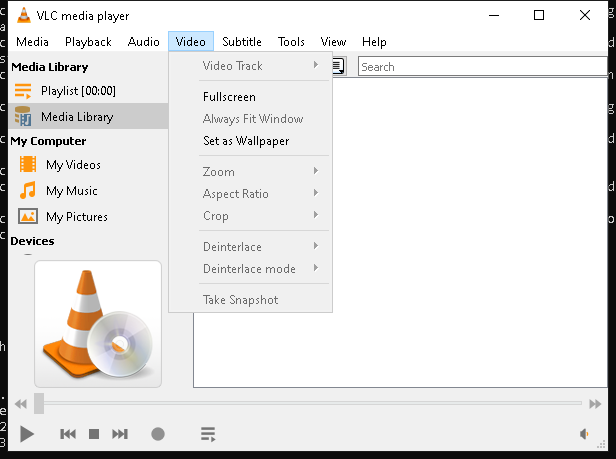 VLC media player
Media Playback Audio Video Subtitle Tools View Help
Media Library
Playlist [00:00]
Media Library
My Computer
My Videos
My Music
My Pictures
Devices
Video Track
Fullscreen
Always Fit Window
Set as Wallpaper
Zoom
Aspect Ratio
Crop
Deinterlace
Deinterlace mode
Take Snapshot
Search